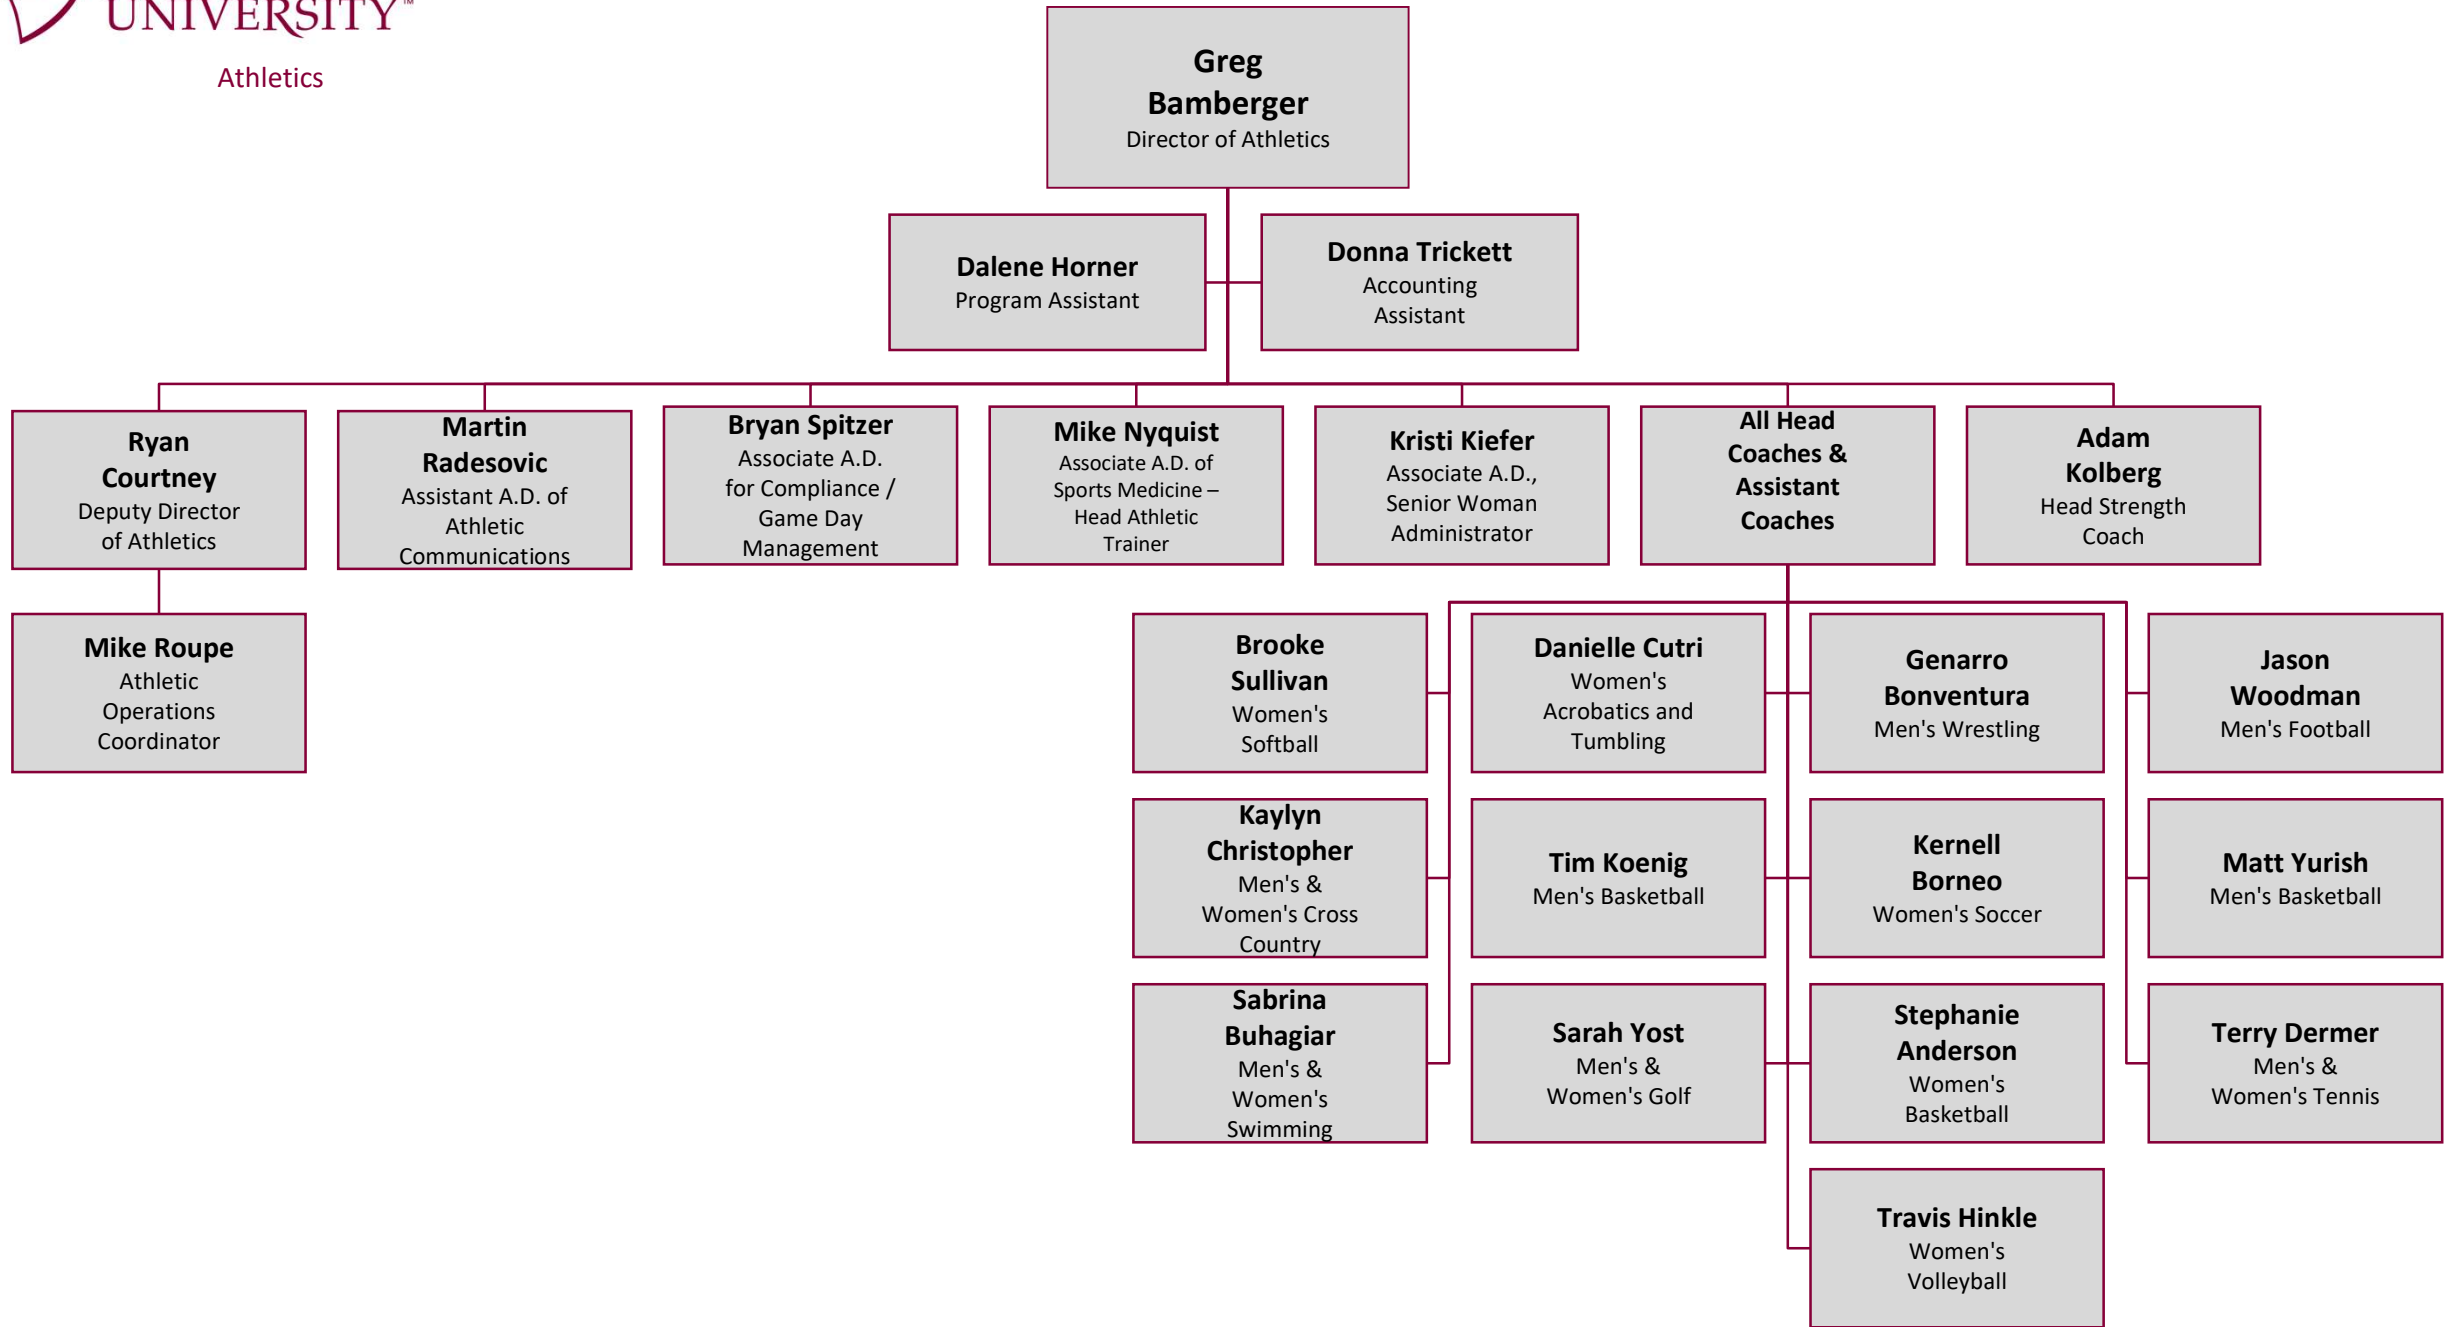 UNIVERSITY™
Athletics
Greg
Bamberger
Director of Athletics
Dalene Horner
Program Assistant
Donna Trickett
Accounting
Assistant
Ryan
Courtney
Deputy Director
of Athletics
Martin
Radesovic
Assistant A.D. of
Athletic
Communications
Bryan Spitzer
Associate A.D.
for Compliance /
Game Day
Management
Mike Nyquist
Associate A.D. of
Sports Medicine –
Head Athletic
Trainer
Kristi Kiefer
Associate A.D.,
Senior Woman
Administrator
All Head
Coaches &
Assistant
Coaches
Adam
Kolberg
Head Strength
Coach
Mike Roupe
Athletic
Operations
Coordinator
Brooke
Sullivan
Women's
Softball
Danielle Cutri
Women's
Acrobatics and
Tumbling
Genarro
Bonventura
Men's Wrestling
Jason
Woodman
Men's Football
Kaylyn
Christopher
Men's &
Women's Cross
Country
Tim Koenig
Men's Basketball
Kernell
Borneo
Women's Soccer
Matt Yurish
Men's Basketball
Sabrina
Buhagiar
Men's &
Women's
Swimming
Sarah Yost
Men's &
Women's Golf
Stephanie
Anderson
Women's
Basketball
Terry Dermer
Men's &
Women's Tennis
Travis Hinkle
Women's
Volleyball